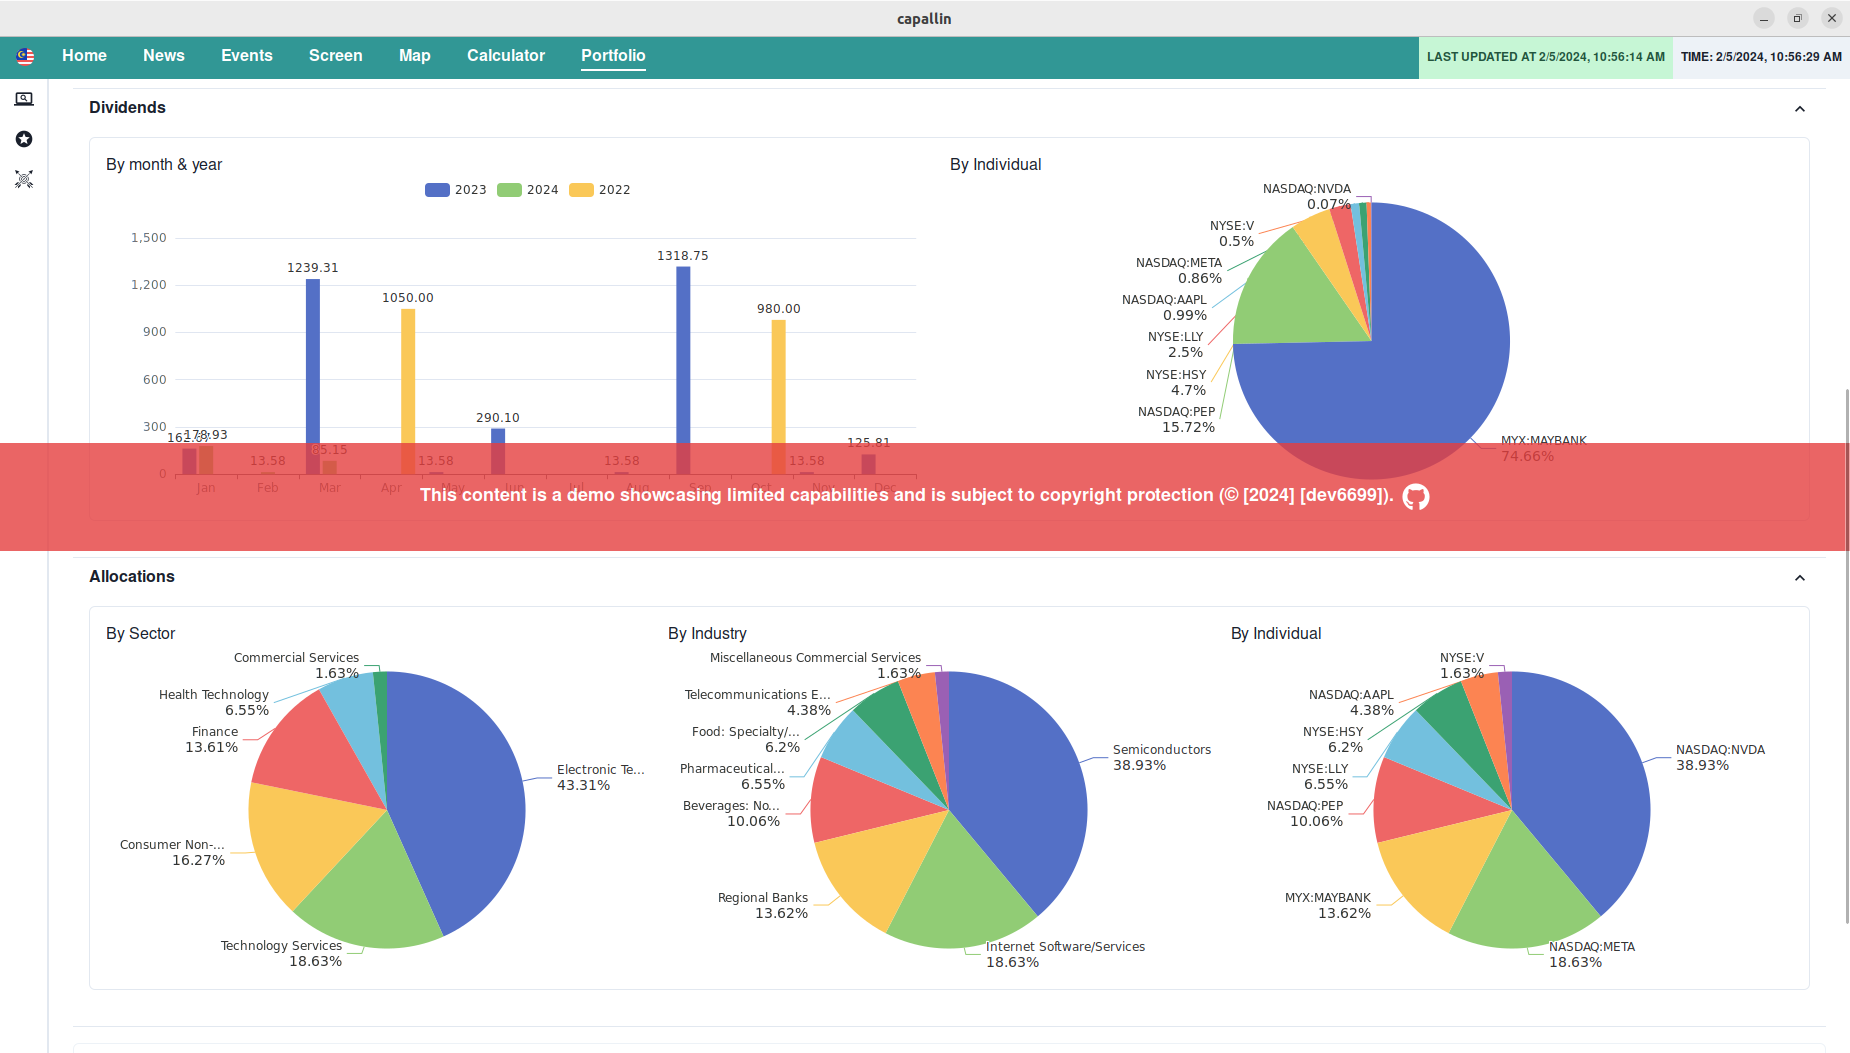 capallin
Home News Events Screen Map Calculator Portfolio
LAST UPDATED AT 2/5/2024, 10:56:14 AM TIME: 2/5/2024, 10:56:29 AM
Dividends
By month & year
2023 2024 2022
1,500
1,200
900
600
300
0
178.93
1239.31
85.15
1050.00
290.10
1318.75
980.00
125.81
13.58
13.58
13.58
13.58
Jan Feb Mar Apr May Jun Jul Aug Sep Oct Nov Dec
By Individual
NASDAQ:NVDA
0.07%
NYSE:V
0.5%
NASDAQ:META
0.86%
NASDAQ:AAPL
0.99%
NYSE:LLY
2.5%
NYSE:HSY
4.7%
NASDAQ:PEP
15.72%
MYX:MAYBANK
74.66%
This content is a demo showcasing limited capabilities and is subject to copyright protection (© [2024] [dev6699]).
Allocations
By Sector
Commercial Services
1.63%
Health Technology
6.55%
Finance
13.61%
Electronic Te...
43.31%
Consumer Non-...
16.27%
Technology Services
18.63%
By Industry
Miscellaneous Commercial Services
1.63%
Telecommunications E...
4.38%
Food: Specialty/...
6.2%
Pharmaceutical...
6.55%
Beverages: No...
10.06%
Semiconductors
38.93%
Regional Banks
13.62%
Internet Software/Services
18.63%
By Individual
NYSE:V
1.63%
NASDAQ:AAPL
4.38%
NYSE:HSY
6.2%
NYSE:LLY
6.55%
NASDAQ:PEP
10.06%
NASDAQ:NVDA
38.93%
MYX:MAYBANK
13.62%
NASDAQ:META
18.63%